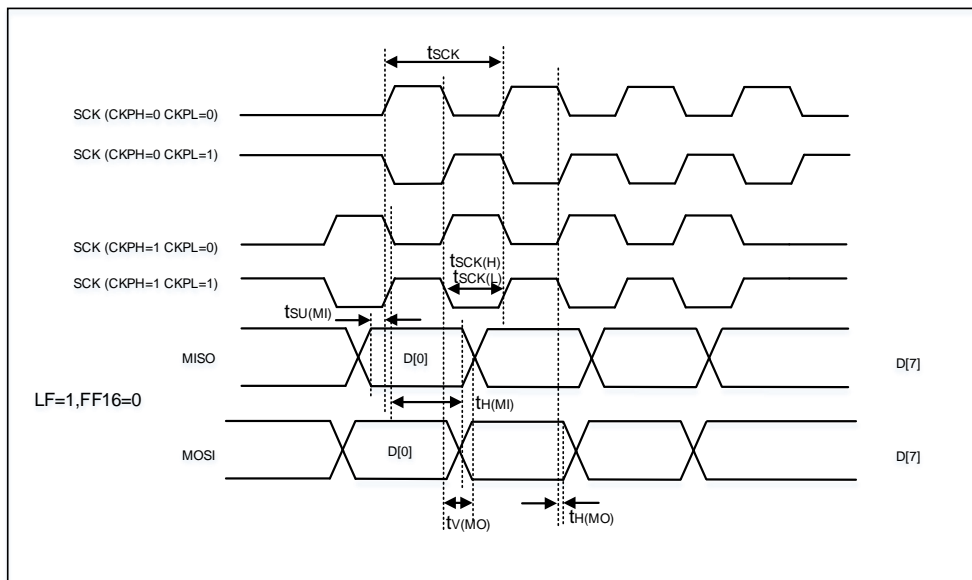 tSCK
SCK (CKPH=0 CKPL=0)
SCK (CKPH=0 CKPL=1)
SCK (CKPH=1 CKPL=0)
tSCK(H)
SCK (CKPH=1 CKPL=1)
tSCK(L)
tSU(MI)
MISO
D[0]
D[7]
LF=1,FF16=0
tH(MI)
MOSI
D[0]
D[7]
tV(MO)
tH(MO)